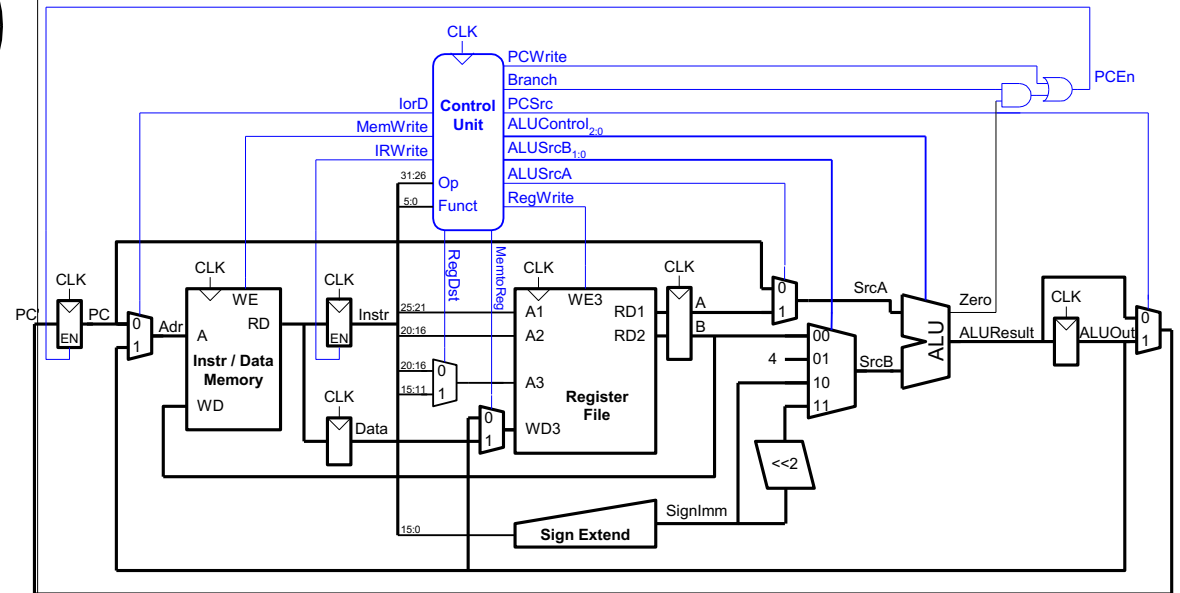 CLK
PCWrite
Branch
PCEn
IorD
Control
Unit
PCSrc
MemWrite
ALUControl2:0
IRWrite
ALUSrcB1:0
31:26
Op
ALUSrcA
5:0
Funct
RegWrite
RegDst
MemtoReg
CLK
CLK
CLK
CLK
CLK
CLK
PC'
EN
PC
0
1
Adr
WE
A
RD
Instr / Data
Memory
WD
EN
Instr
25:21
20:16
20:16
15:11
0
1
CLK
Data
0
1
WE3
A1
RD1
A2
RD2
A3
Register
File
WD3
A
B
0
1
SrcA
4
00
01
10
11
SrcB
ALU
Zero
ALUResult
ALUOut
0
1
<<2
15:0
Sign Extend
SignImm